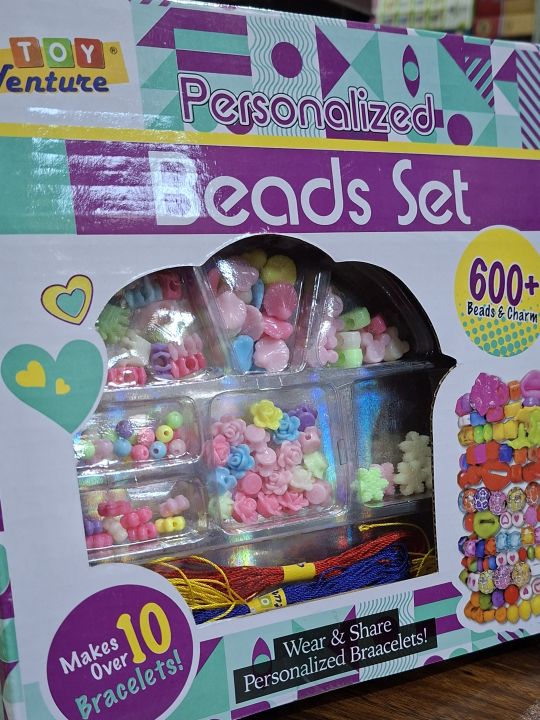 TOY®
Venture
Personalized
Beads Set
600+
Beads & Charm
Makes
Over 10
Bracelets!
Wear & Share
Personalized Braacelets!